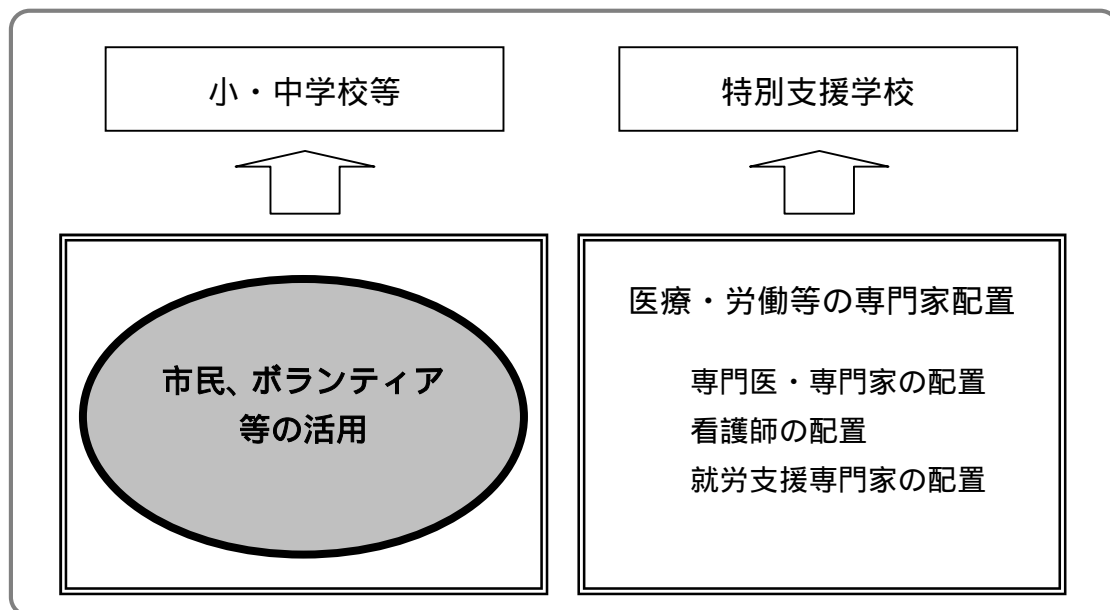 小・中学校等
特別支援学校
市民、ボランティア
等の活用
医療・労働等の専門家配置
専門医・専門家の配置
看護師の配置
就労支援専門家の配置